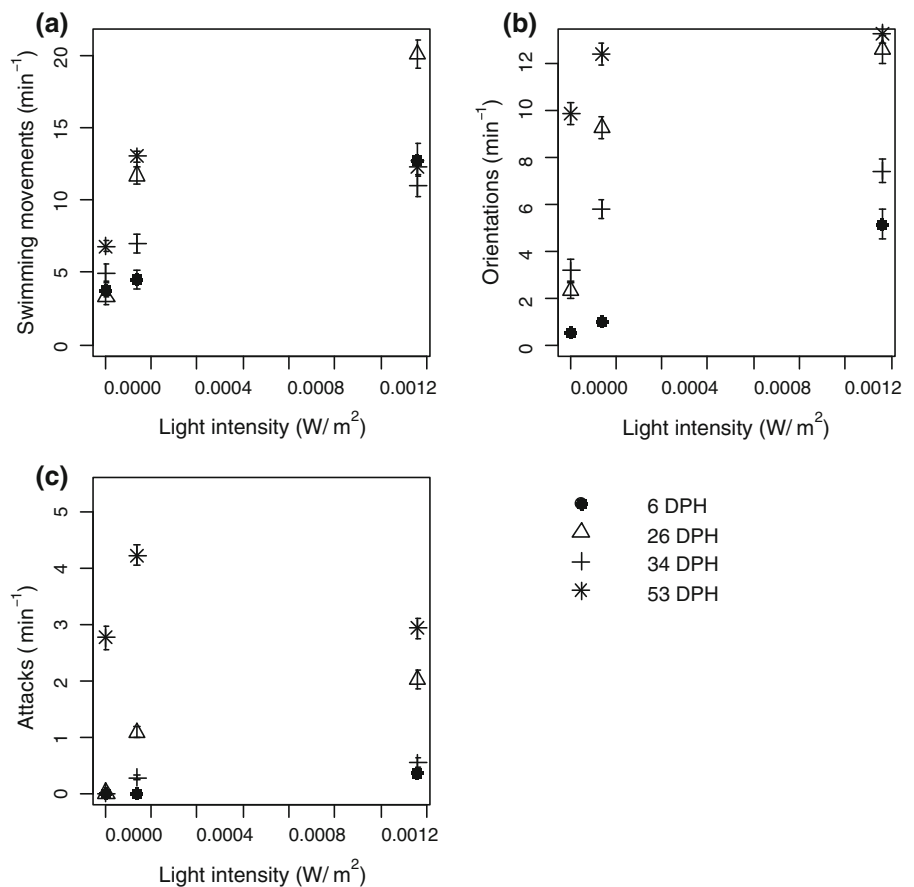 (a)
Swimming movements (min⁻¹)
20
15
10
5
0
0.0000 0.0004 0.0008 0.0012
Light intensity (W/ m²)
(b)
Orientations (min⁻¹)
12
10
8
6
4
2
0
0.0000 0.0004 0.0008 0.0012
Light intensity (W/ m²)
(c)
Attacks (min⁻¹)
5
4
3
2
1
0
0.0000 0.0004 0.0008 0.0012
Light intensity (W/ m²)
6 DPH
26 DPH
34 DPH
53 DPH